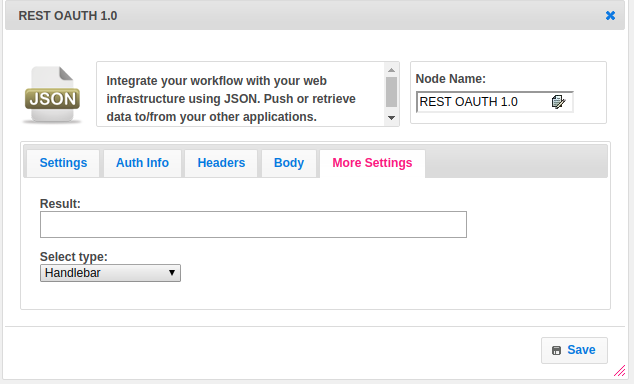 REST OAUTH 1.0
JSON
Integrate your workflow with your web
infrastructure using JSON. Push or retrieve
data to/from your other applications.
Node Name:
REST OAUTH 1.0
Settings
Auth Info
Headers
Body
More Settings
Result:
Select type:
Handlebar
Save